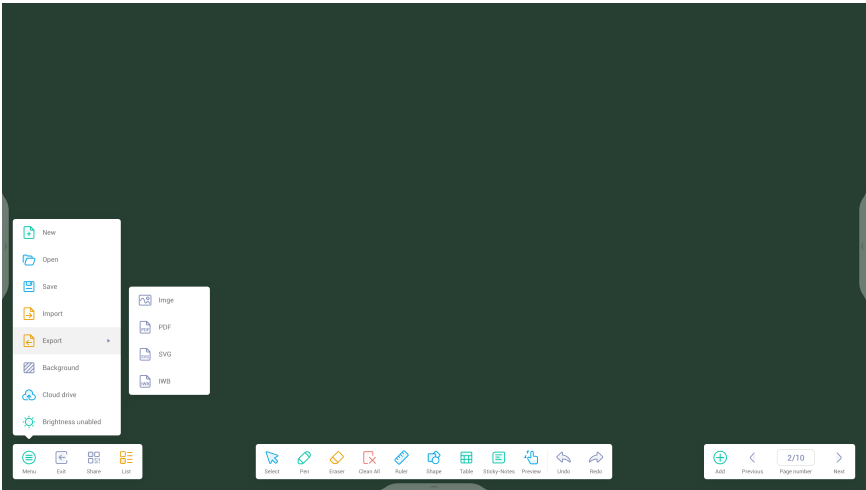 New
Open
Save
Import
Export
Background
Cloud drive
Brightness unabled
Imge
PDF
SVG
IWB
Menu
Exit
Share
List
Select
Pen
Eraser
Clean All
Ruler
Shape
Table
Sticky-Notes
Preview
Undo
Redo
Add
Previous
2/10
Page number
Next